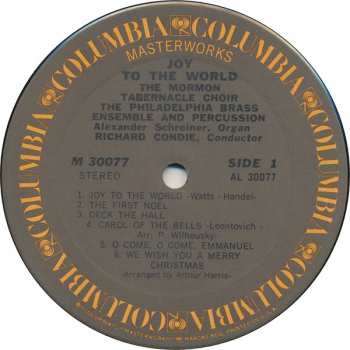 COLUMBIA COLUMBIA COLUMBIA COLUMBIA COLUMBIA COLUMBIA
MASTERWORKS
JOY
TO THE WORLD
THE MORMON
TABERNACLE CHOIR
THE PHILADELPHIA BRASS
ENSEMBLE AND PERCUSSION
Alexander Schreiner, Organ
RICHARD CONDIE, Conductor
M 30077 SIDE 1
STEREO AL 30077
1. JOY TO THE WORLD -Watts - Handel-
2. THE FIRST NOEL
3. DECK THE HALL
4. CAROL OF THE BELLS -Leontovich -
Arr.: P. Wilhousky-
5. O COME, O COME, EMMANUEL
6. WE WISH YOU A MERRY
CHRISTMAS
Arranged by Arthur Harris-